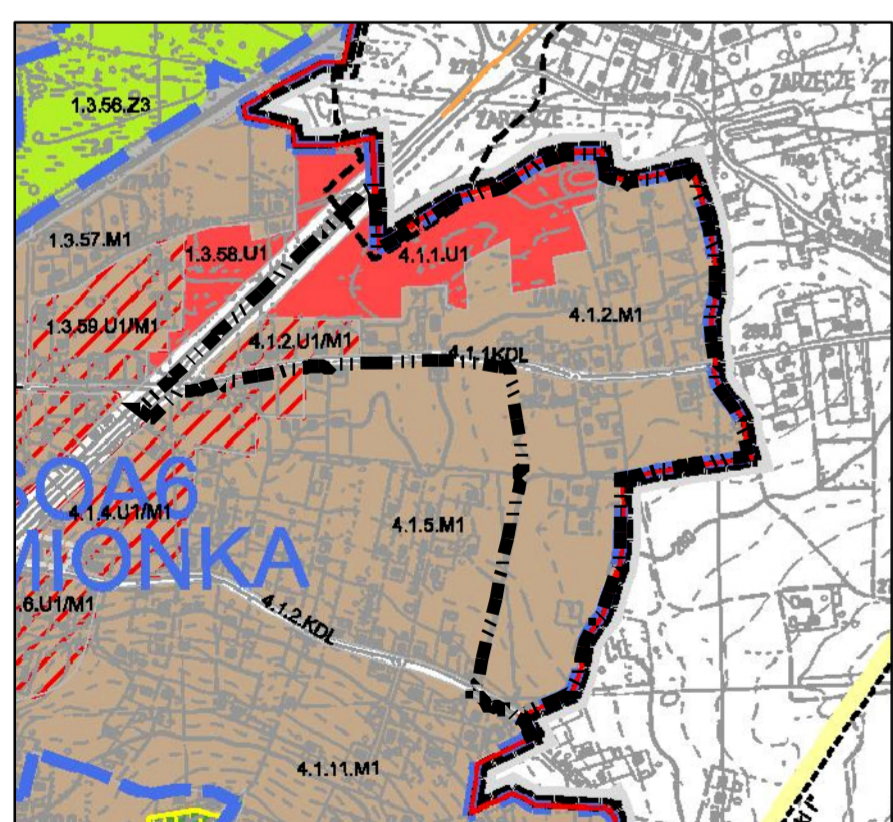 1.3.56.Z3
ZARZECZE
ZARZECZE
1.3.57.M1
1.3.58.U1
4.1.1.U1
JAMNA
4.1.2.M1
1.3.59.U1/M1
4.1.2.U1/M1
4.1.1KDL
SOA6
4.1.4.U1/M1
4.1.5.M1
MIONKA
.6.U1/M1
4.1.2.KDL
280
4.1.11.M1